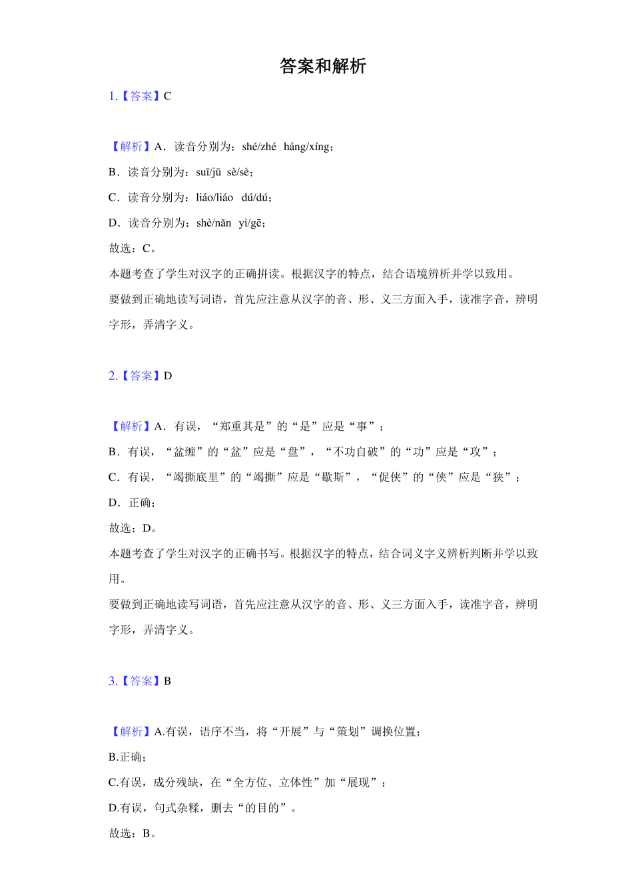 答案和解析
1.【答案】C
【解析】A．读音分别为：shé/zhé háng/xíng；
B．读音分别为：suī/jū sè/sè；
C．读音分别为：liáo/liáo dú/dú；
D．读音分别为：shè/nǎn yì/gē；
故选：C。
本题考查了学生对汉字的正确拼读。根据汉字的特点，结合语境辨析并学以致用。
要做到正确地读写词语，首先应注意从汉字的音、形、义三方面入手，读准字音，辨明
字形，弄清字义。
2.【答案】D
【解析】A．有误，“郑重其是”的“是”应是“事”；
B．有误，“盆缠”的“盆”应是“盘”，“不功自破”的“功”应是“攻”；
C．有误，“竭撕底里”的“竭撕”应是“歇斯”，“促侠”的“侠”应是“狭”；
D．正确；
故选：D。
本题考查了学生对汉字的正确书写。根据汉字的特点，结合词义字义辨析判断并学以致
用。
要做到正确地读写词语，首先应注意从汉字的音、形、义三方面入手，读准字音，辨明
字形，弄清字义。
3.【答案】B
【解析】A.有误，语序不当，将“开展”与“策划”调换位置；
B.正确；
C.有误，成分残缺，在“全方位、立体性”加“展现”；
D.有误，句式杂糅，删去“的目的”。
故选：B。